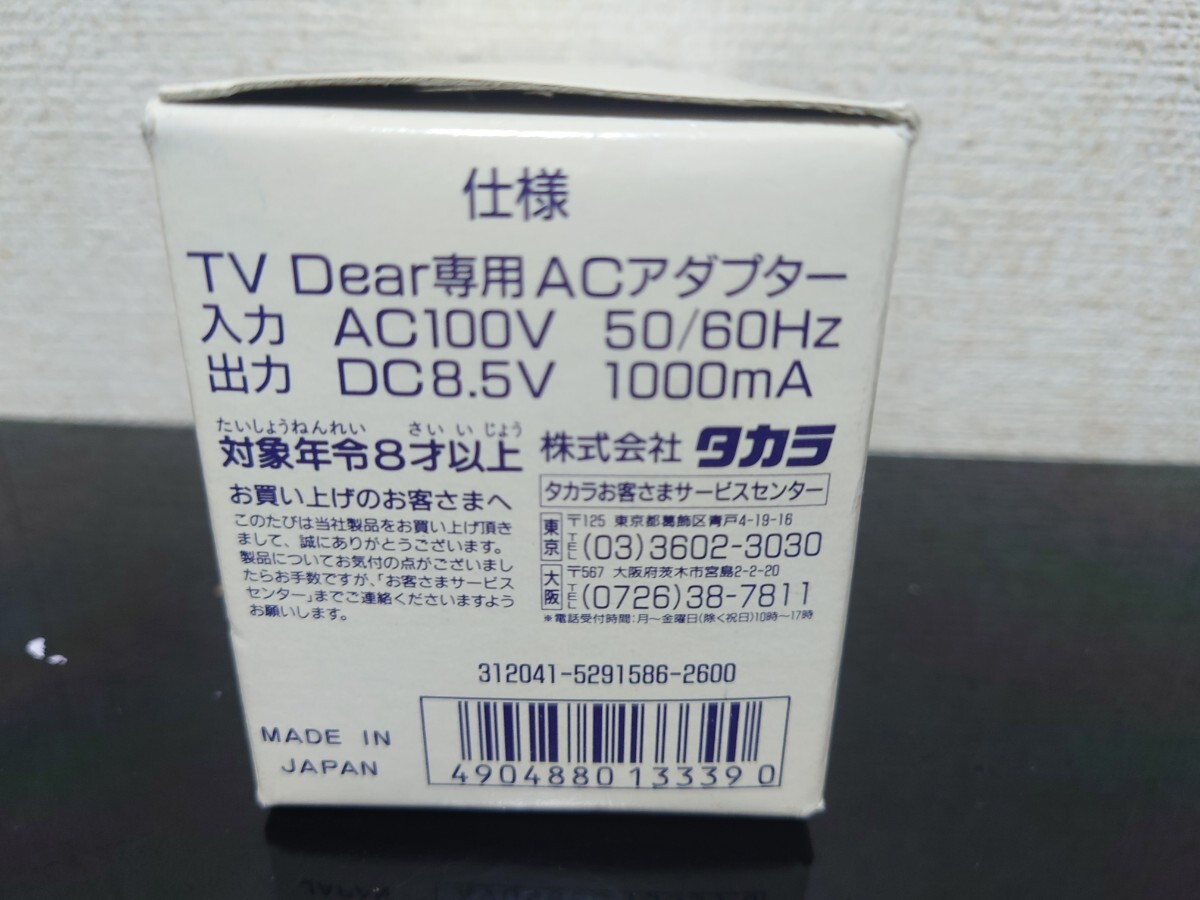 仕様
TV Dear専用ACアダプター
入力 AC100V 50/60Hz
出力 DC8.5V 1000mA
たいしょうねんれい さいいじょう
対象年令8才以上
お買い上げのお客さまへ
このたびは当社製品をお買い上げ頂き
まして、誠にありがとうございます。
製品についてお気付の点がございまし
たらお手数ですが、「お客さまサービス
センター」までご連絡くださいますよう
お願いします。
株式会社 タカラ
タカラお客さまサービスセンター
東京 〒125 東京都葛飾区青戸4-19-16
TEL (03)3602-3030
大阪 〒567 大阪府茨木市宮島2-2-20
TEL (0726)38-7811
※電話受付時間:月〜金曜日(除く祝日)10時〜17時
312041-5291586-2600
MADE IN
JAPAN
4904880133390